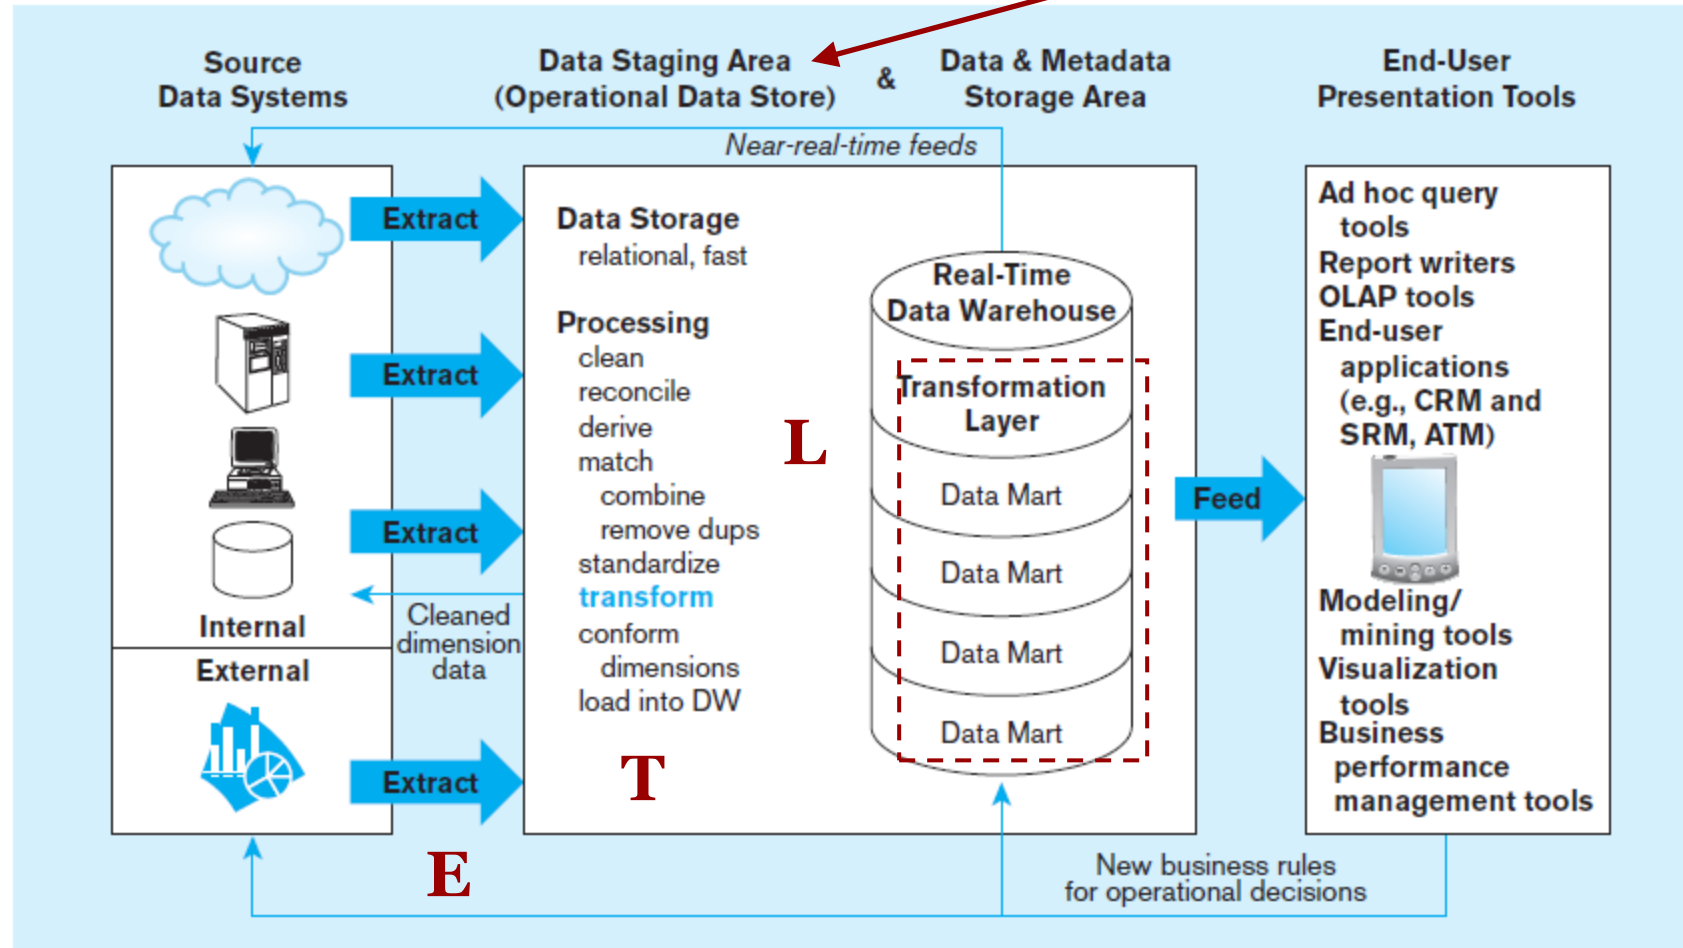 Source
Data Systems
Data Staging Area
(Operational Data Store)
&
Data & Metadata
Storage Area
End-User
Presentation Tools
Near-real-time feeds
Extract
Extract
Extract
Internal
External
Extract
Cleaned
dimension
data
E
Data Storage
relational, fast
Processing
clean
reconcile
derive
match
combine
remove dups
standardize
transform
conform
dimensions
load into DW
T
L
Real-Time
Data Warehouse
Transformation
Layer
Data Mart
Data Mart
Data Mart
Data Mart
Feed
Ad hoc query
tools
Report writers
OLAP tools
End-user
applications
(e.g., CRM and
SRM, ATM)
Modeling/
mining tools
Visualization
tools
Business
performance
management tools
New business rules
for operational decisions